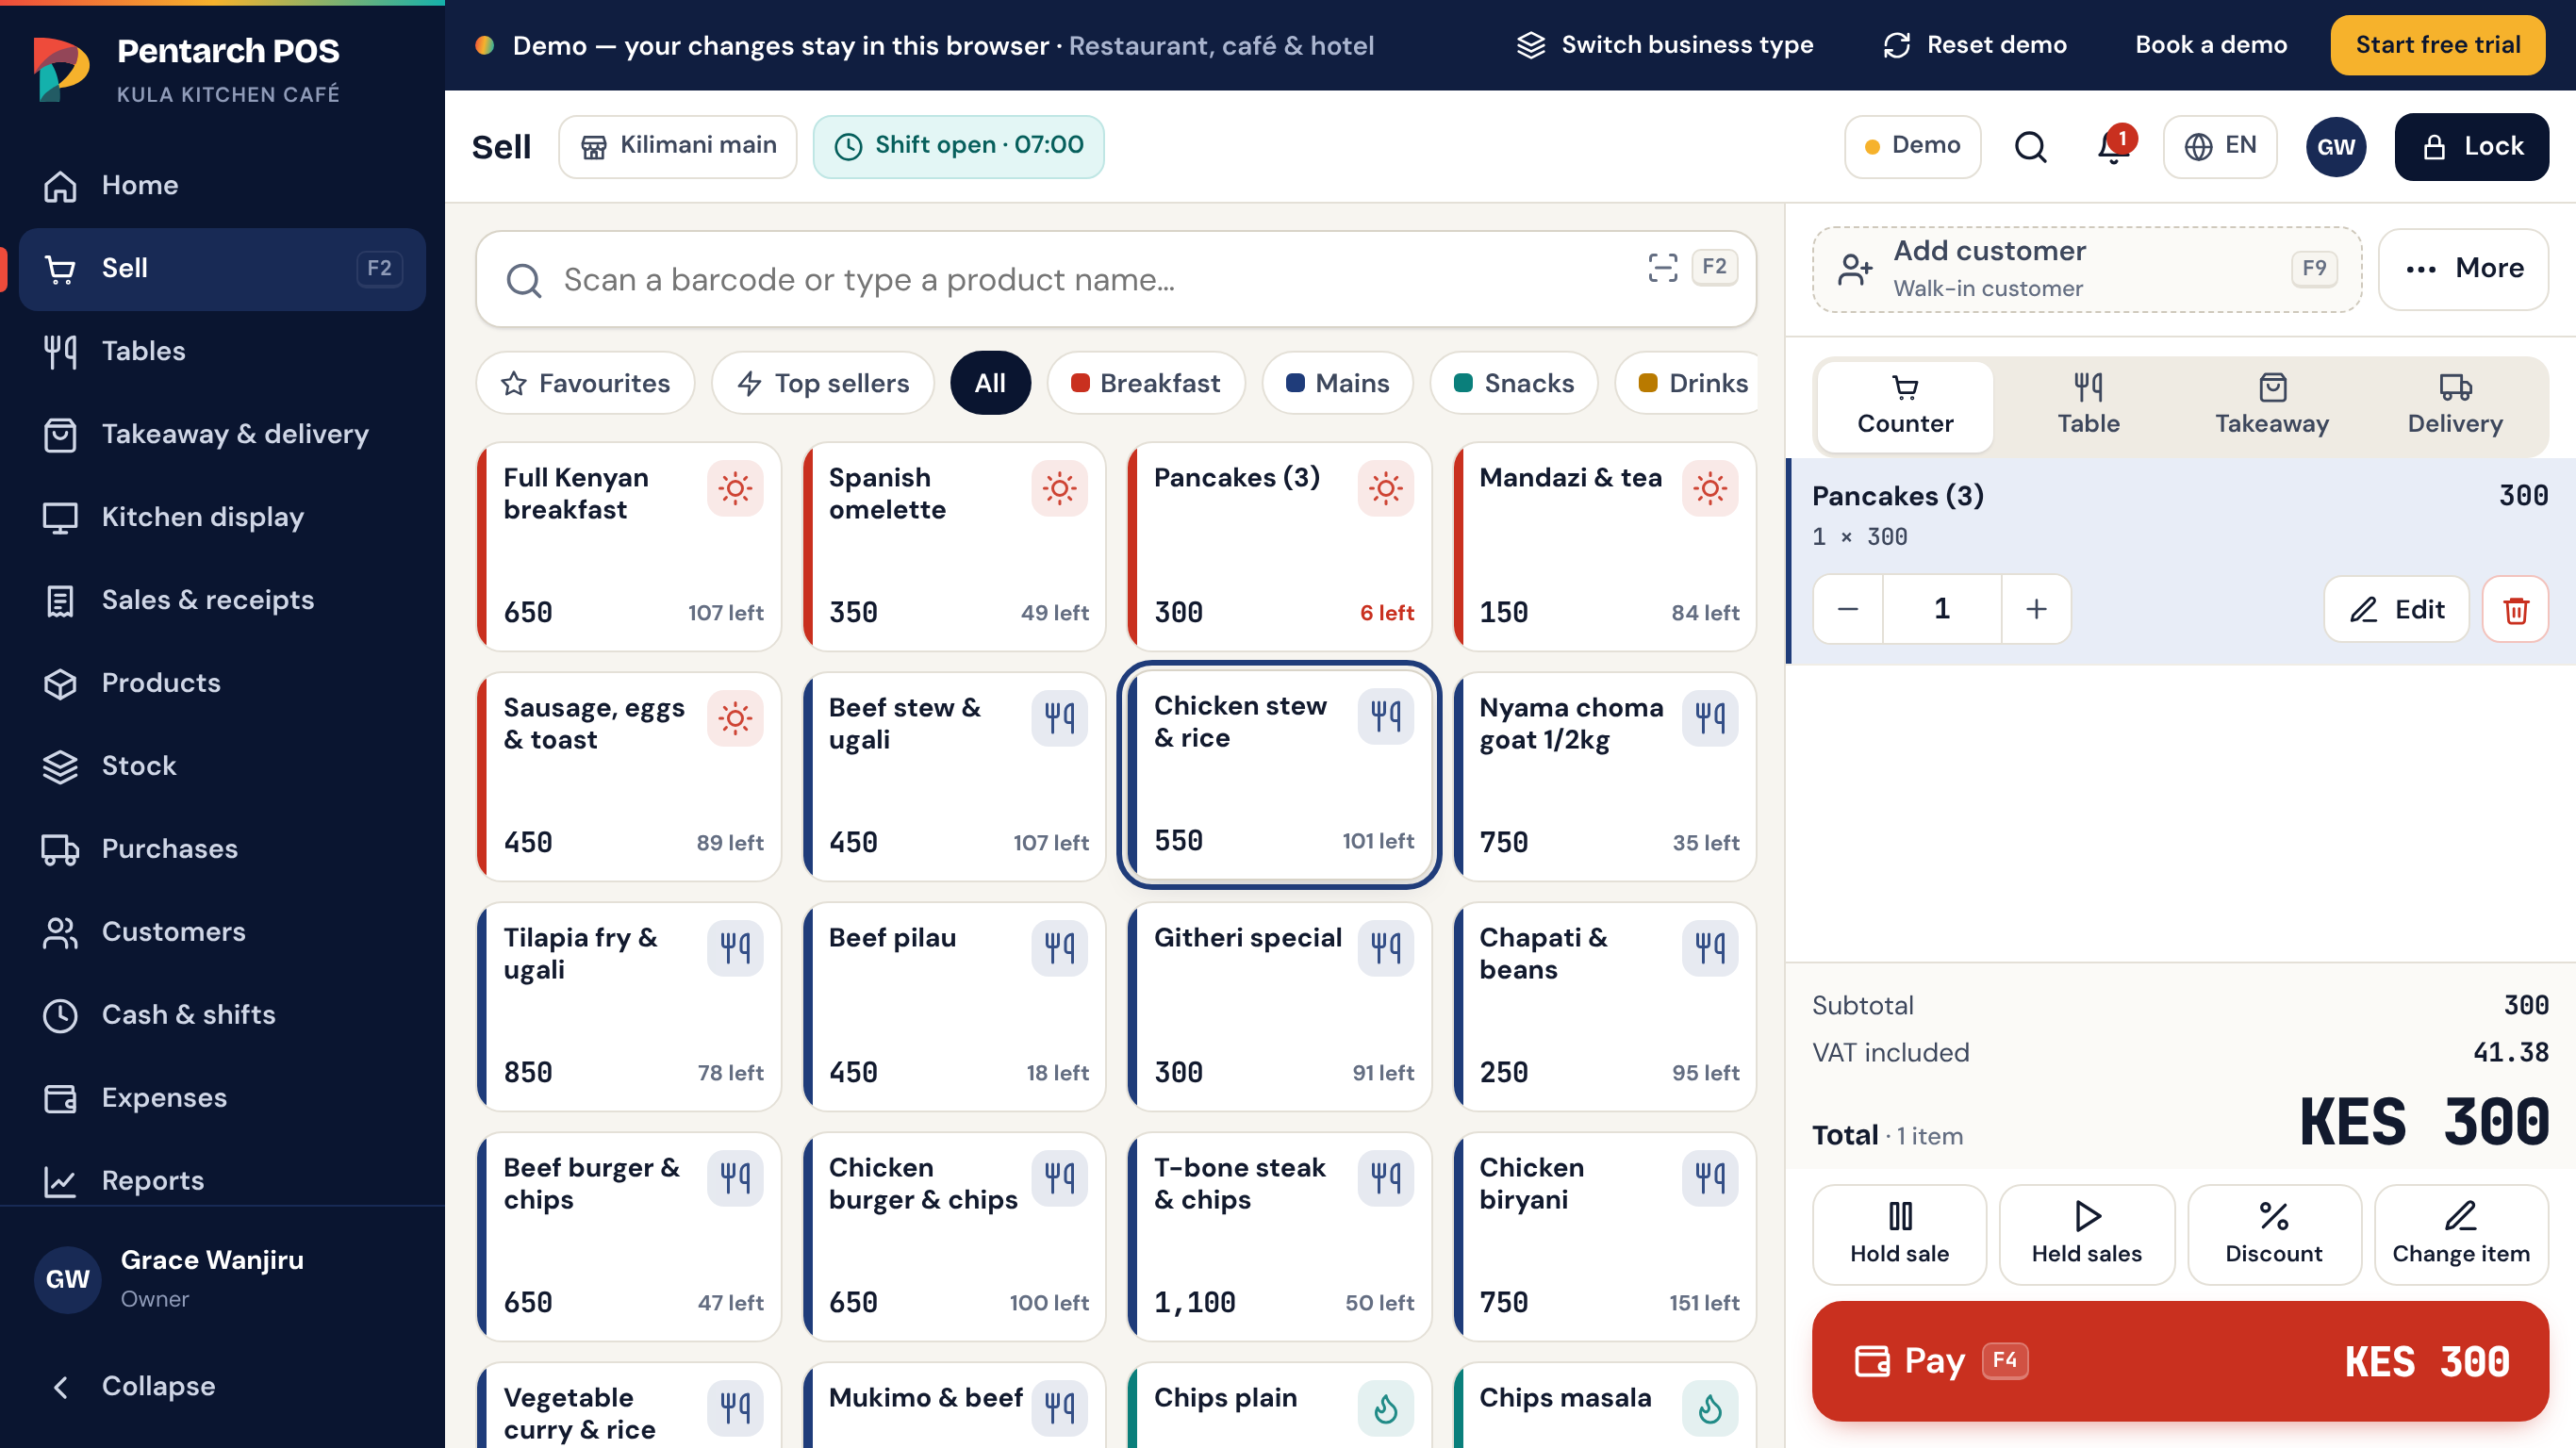 Pentarch POS
KULA KITCHEN CAFÉ
Home
Sell F2
Tables
Takeaway & delivery
Kitchen display
Sales & receipts
Products
Stock
Purchases
Customers
Cash & shifts
Expenses
Reports
GW
Grace Wanjiru
Owner
Collapse
Demo — your changes stay in this browser · Restaurant, café & hotel
Switch business type
Reset demo
Book a demo
Start free trial
Sell
Kilimani main
Shift open · 07:00
Demo
1
EN
GW
Lock
Scan a barcode or type a product name...
F2
Favourites
Top sellers
All
Breakfast
Mains
Snacks
Drinks
Full Kenyan
breakfast
650
107 left
Spanish
omelette
350
49 left
Pancakes (3)
300
6 left
Mandazi & tea
150
84 left
Sausage, eggs
& toast
450
89 left
Beef stew &
ugali
450
107 left
Chicken stew
& rice
550
101 left
Nyama choma
goat 1/2kg
750
35 left
Tilapia fry &
ugali
850
78 left
Beef pilau
450
18 left
Githeri special
300
91 left
Chapati &
beans
250
95 left
Beef burger &
chips
650
47 left
Chicken
burger & chips
650
100 left
T-bone steak
& chips
1,100
50 left
Chicken
biryani
750
151 left
Vegetable
curry & rice
Mukimo & beef
Chips plain
Chips masala
Add customer
Walk-in customer
F9
More
Counter
Table
Takeaway
Delivery
Pancakes (3)
300
1 × 300
1
Edit
Subtotal
300
VAT included
41.38
Total · 1 item
KES 300
Hold sale
Held sales
Discount
Change item
Pay F4
KES 300